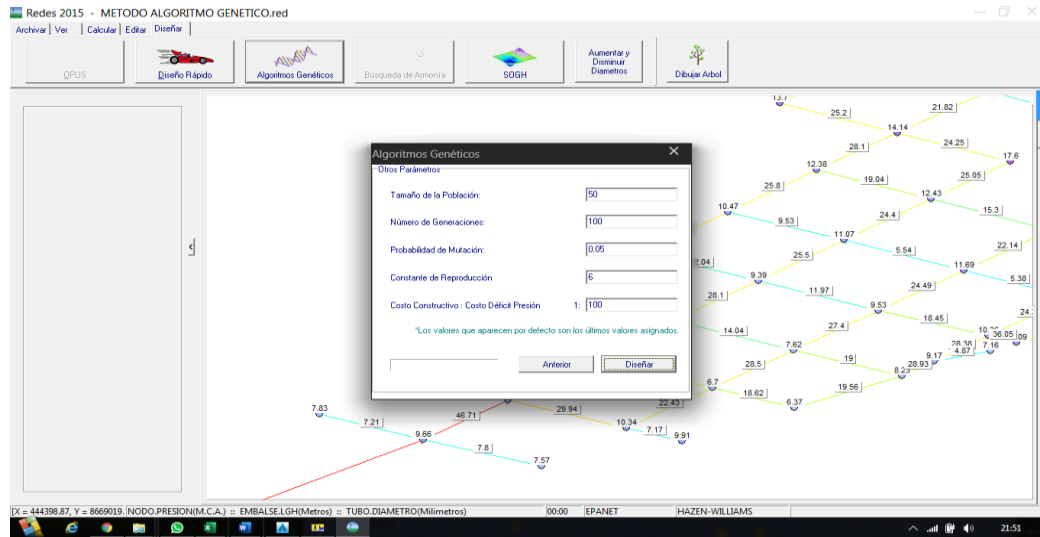 Redes 2015 - METODO ALGORITMO GENETICO.red
Archivar Ver Calcular Editar Diseñar
OPUS
Diseño Rápido
Algoritmos Genéticos
Búsqueda de Armonía
SOGH
Aumentar y
Disminuir
Diametros
Dibujar Arbol
Algoritmos Genéticos
Otros Parámetros
Tamaño de la Población: 50
Número de Generaciones: 100
Probabilidad de Mutación: 0.05
Constante de Reproducción 6
Costo Constructivo : Costo Déficit Presión 1: 100
*Los valores que aparecen por defecto son los últimos valores asignados.
Anterior Diseñar
13.7
25.2
21.82
14.14
28.1
24.25
17.6
12.38
19.04
25.05
25.8
12.43
10.47
24.4
15.3
9.53
11.07
5.54
22.14
25.5
11.69
5.38
9.39
24.49
11.97
28.1
9.53
18.45
27.4
36.05
14.04
7.62
28.38
7.16
4.87
9.17
28.93
19
28.5
6.7
18.62
19.56
6.37
22.43
7.83
46.71
29.94
7.21
10.34
7.17
9.91
9.66
7.8
7.57
[X = 444398.87, Y = 8669019. NODO.PRESION(M.C.A.) :: EMBALSE.LGH(Metros) :: TUBO.DIAMETRO(Milimetros) 00:00 EPANET HAZEN-WILLIAMS
21:51